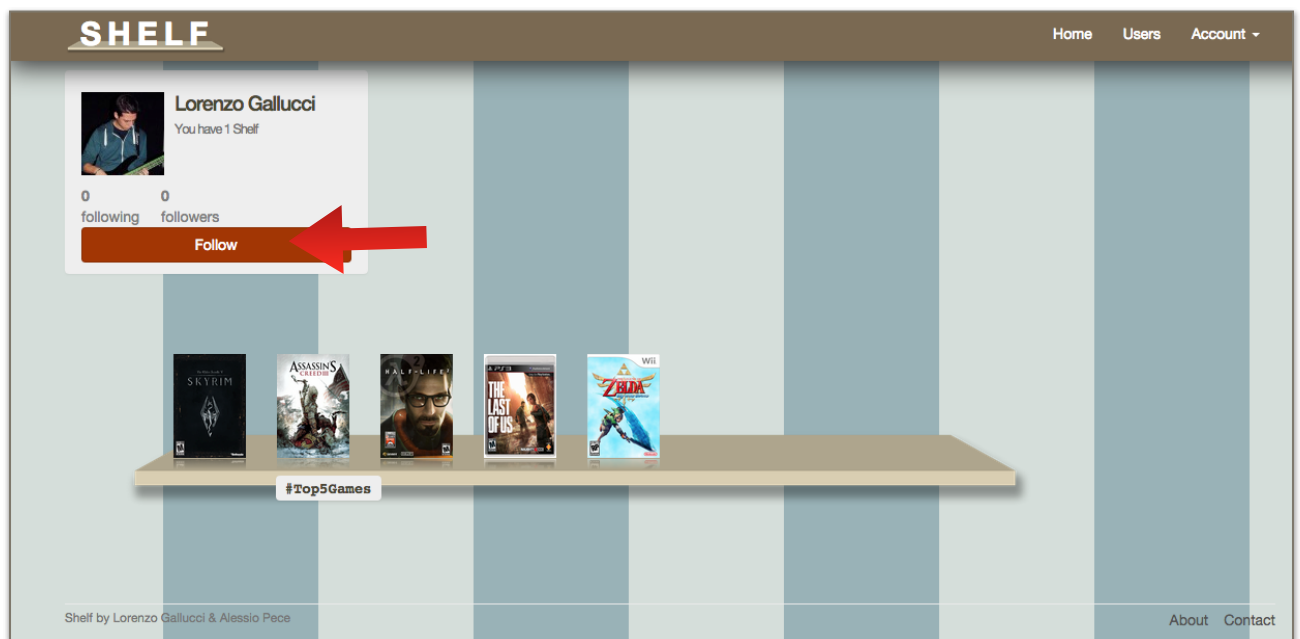 SHELF
Home Users Account
Lorenzo Gallucci
You have 1 Shelf
0 0
following followers
Follow
SKYRIM
ASSASSIN'S
CREED III
HALF-LIFE 2
PS3
THE
LAST
OF US
Wii
ZELDA
#Top5Games
Shelf by Lorenzo Gallucci & Alessio Pece
About Contact